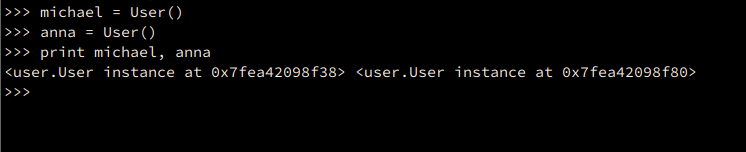 >>> michael = User()
>>> anna = User()
>>> print michael, anna
<user.User instance at 0x7fea42098f38> <user.User instance at 0x7fea42098f80>
>>>